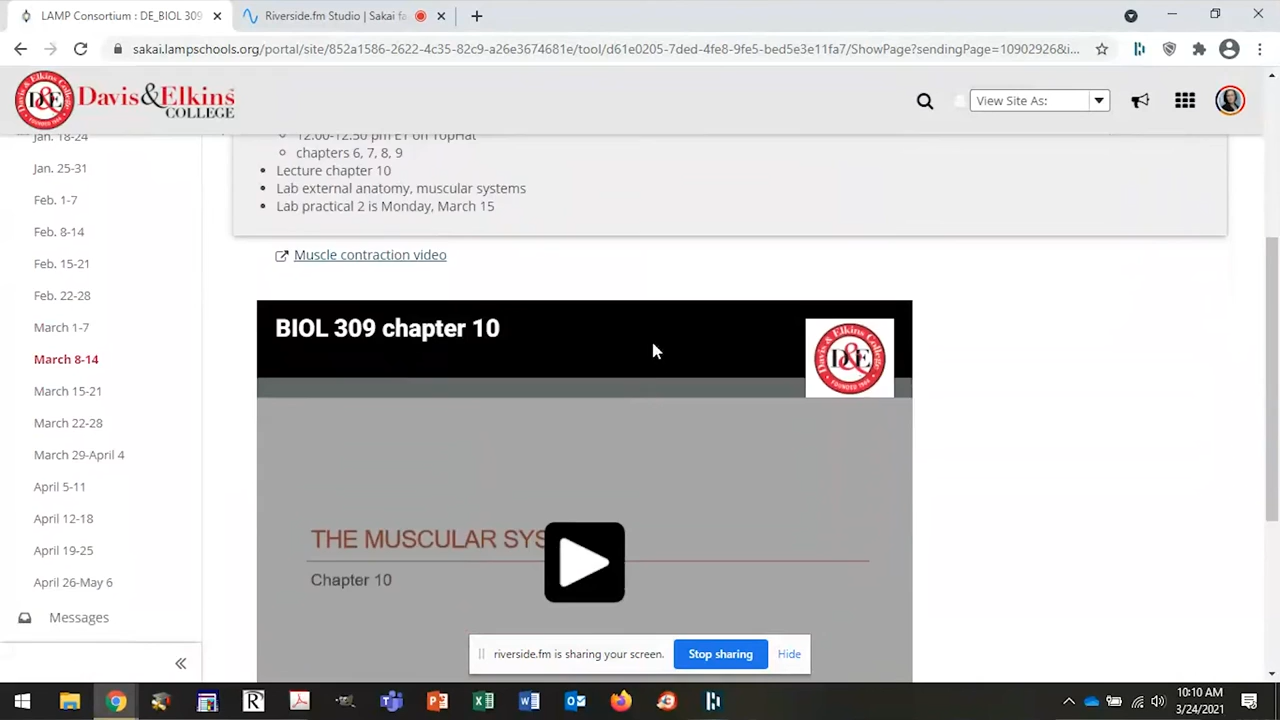 LAMP Consortium : DE_BIOL 309
Riverside.fm Studio | Sakai fa
sakai.lampschools.org/portal/site/852a1586-2622-4c35-82c9-a26e3674681e/tool/d61e0205-7ded-4fe8-9fe5-bed5e3e11fa7/ShowPage?sendingPage=10902926&i...
D&E Davis&Elkins
COLLEGE
View Site As:
Jan. 18-24
Jan. 25-31
Feb. 1-7
Feb. 8-14
Feb. 15-21
Feb. 22-28
March 1-7
March 8-14
March 15-21
March 22-28
March 29-April 4
April 5-11
April 12-18
April 19-25
April 26-May 6
Messages
12:00-12:50 pm ET on TopHat
chapters 6, 7, 8, 9
Lecture chapter 10
Lab external anatomy, muscular systems
Lab practical 2 is Monday, March 15
Muscle contraction video
BIOL 309 chapter 10
Davis & Elkins College
D&E
Founded 1904
THE MUSCULAR SYS
Chapter 10
riverside.fm is sharing your screen.
Stop sharing
Hide
10:10 AM
3/24/2021